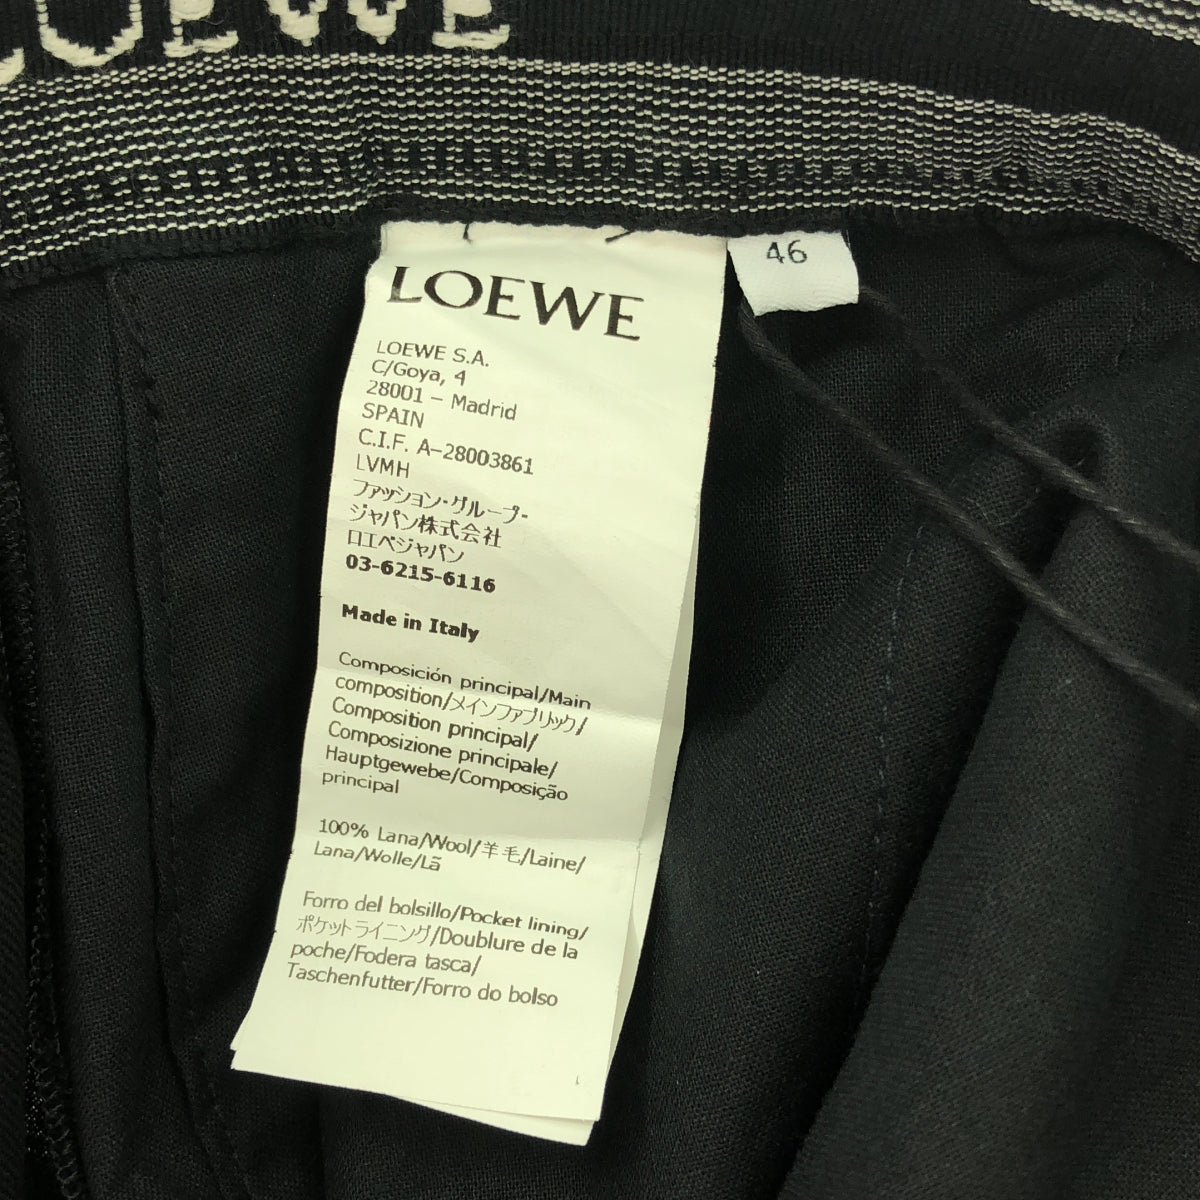 LOEWE
46
LOEWE
LOEWE S.A.
C/Goya, 4
28001 - Madrid
SPAIN
C.I.F. A-28003861
LVMH
ファッション・グループ・
ジャパン株式会社
ロエベジャパン
03-6215-6116
Made in Italy
Composición principal/Main
composition/メインファブリック/
Composition principal/
Composizione principale/
Hauptgewebe/Composição
principal
100% Lana/Wool/羊毛/Laine/
Lana/Wolle/Lã
Forro del bolsillo/Pocket lining/
ポケットライニング/Doublure de la
poche/Fodera tasca/
Taschenfutter/Forro do bolso